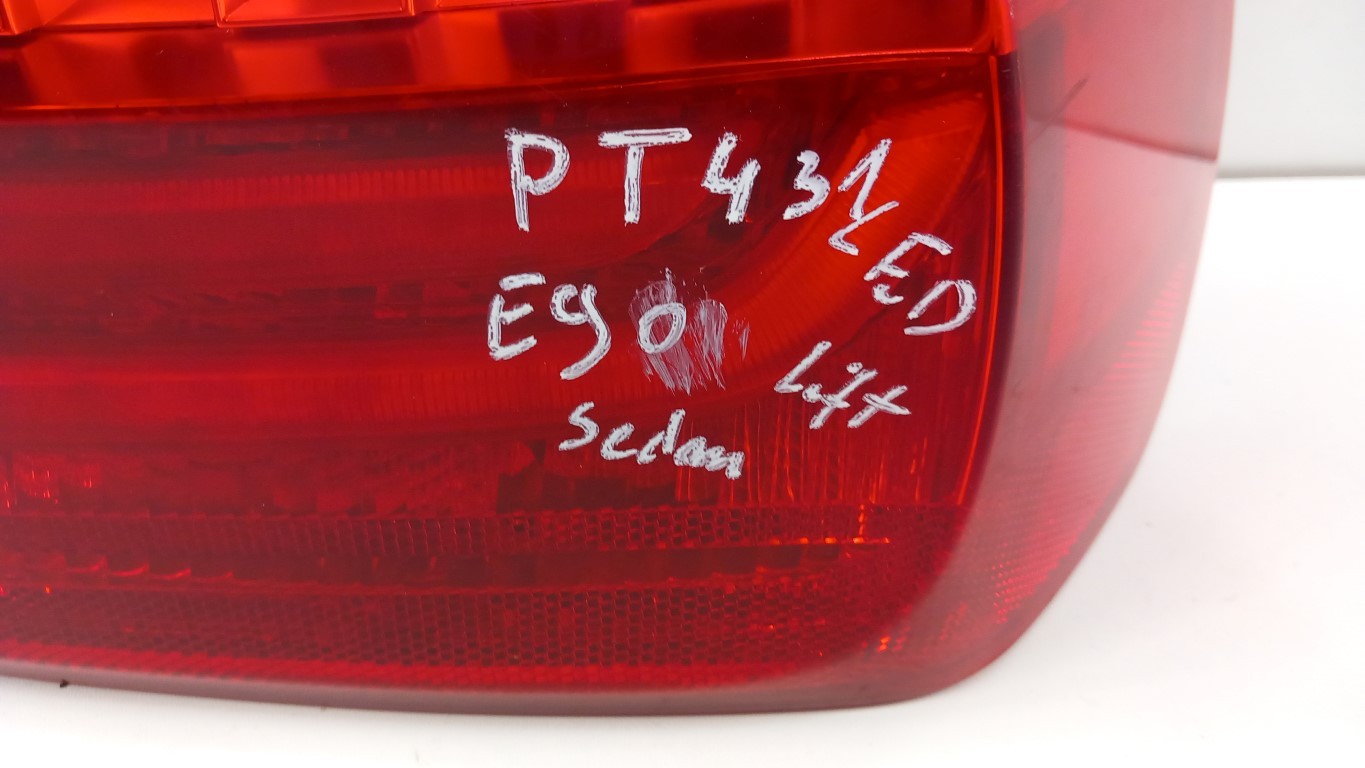 PT431
LED
E90
Lift
Sedan